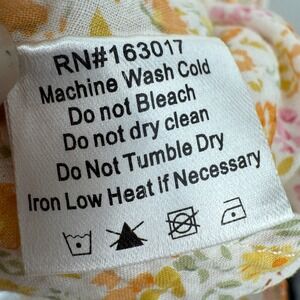 RN#163017
Machine Wash Cold
Do not Bleach
Do not dry clean
Do Not Tumble Dry
Iron Low Heat If Necessary